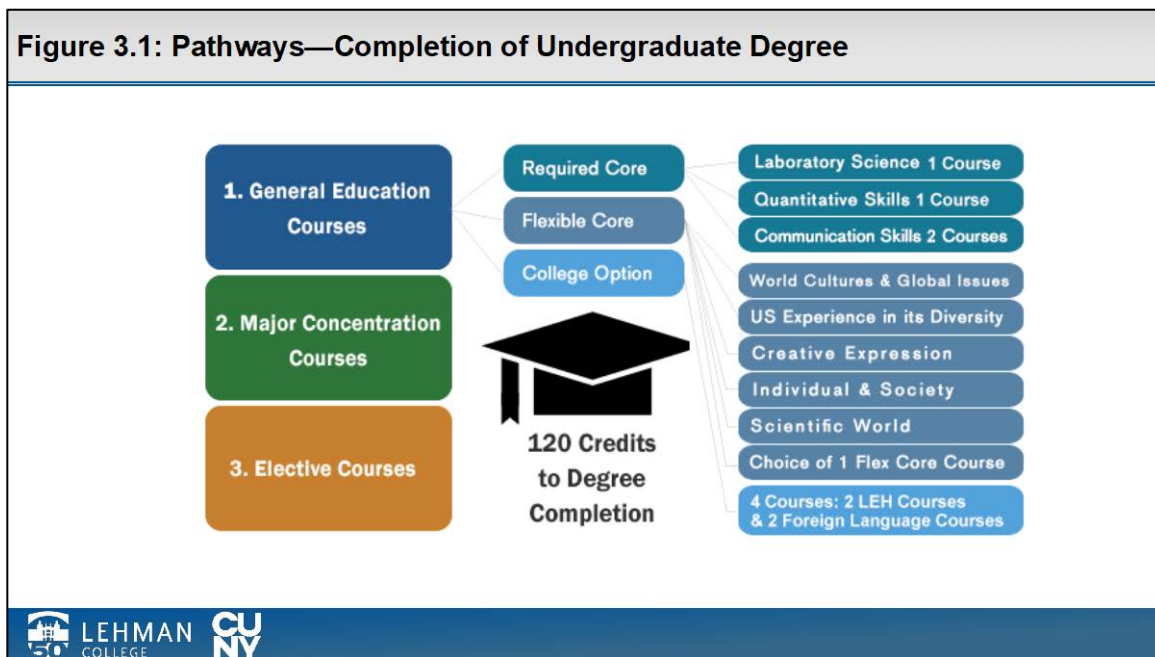 Figure 3.1: Pathways—Completion of Undergraduate Degree
1. General Education
Courses
2. Major Concentration
Courses
3. Elective Courses
Required Core
Flexible Core
College Option
120 Credits
to Degree
Completion
Laboratory Science 1 Course
Quantitative Skills 1 Course
Communication Skills 2 Courses
World Cultures & Global Issues
US Experience in its Diversity
Creative Expression
Individual & Society
Scientific World
Choice of 1 Flex Core Course
4 Courses: 2 LEH Courses
& 2 Foreign Language Courses
50
LEHMAN
COLLEGE
CU
NY